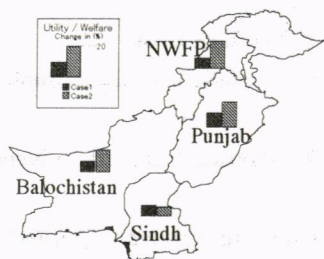 Utility / Welfare
Change in (%)
20
Case1
Case2
NWFP
Punjab
Balochistan
Sindh